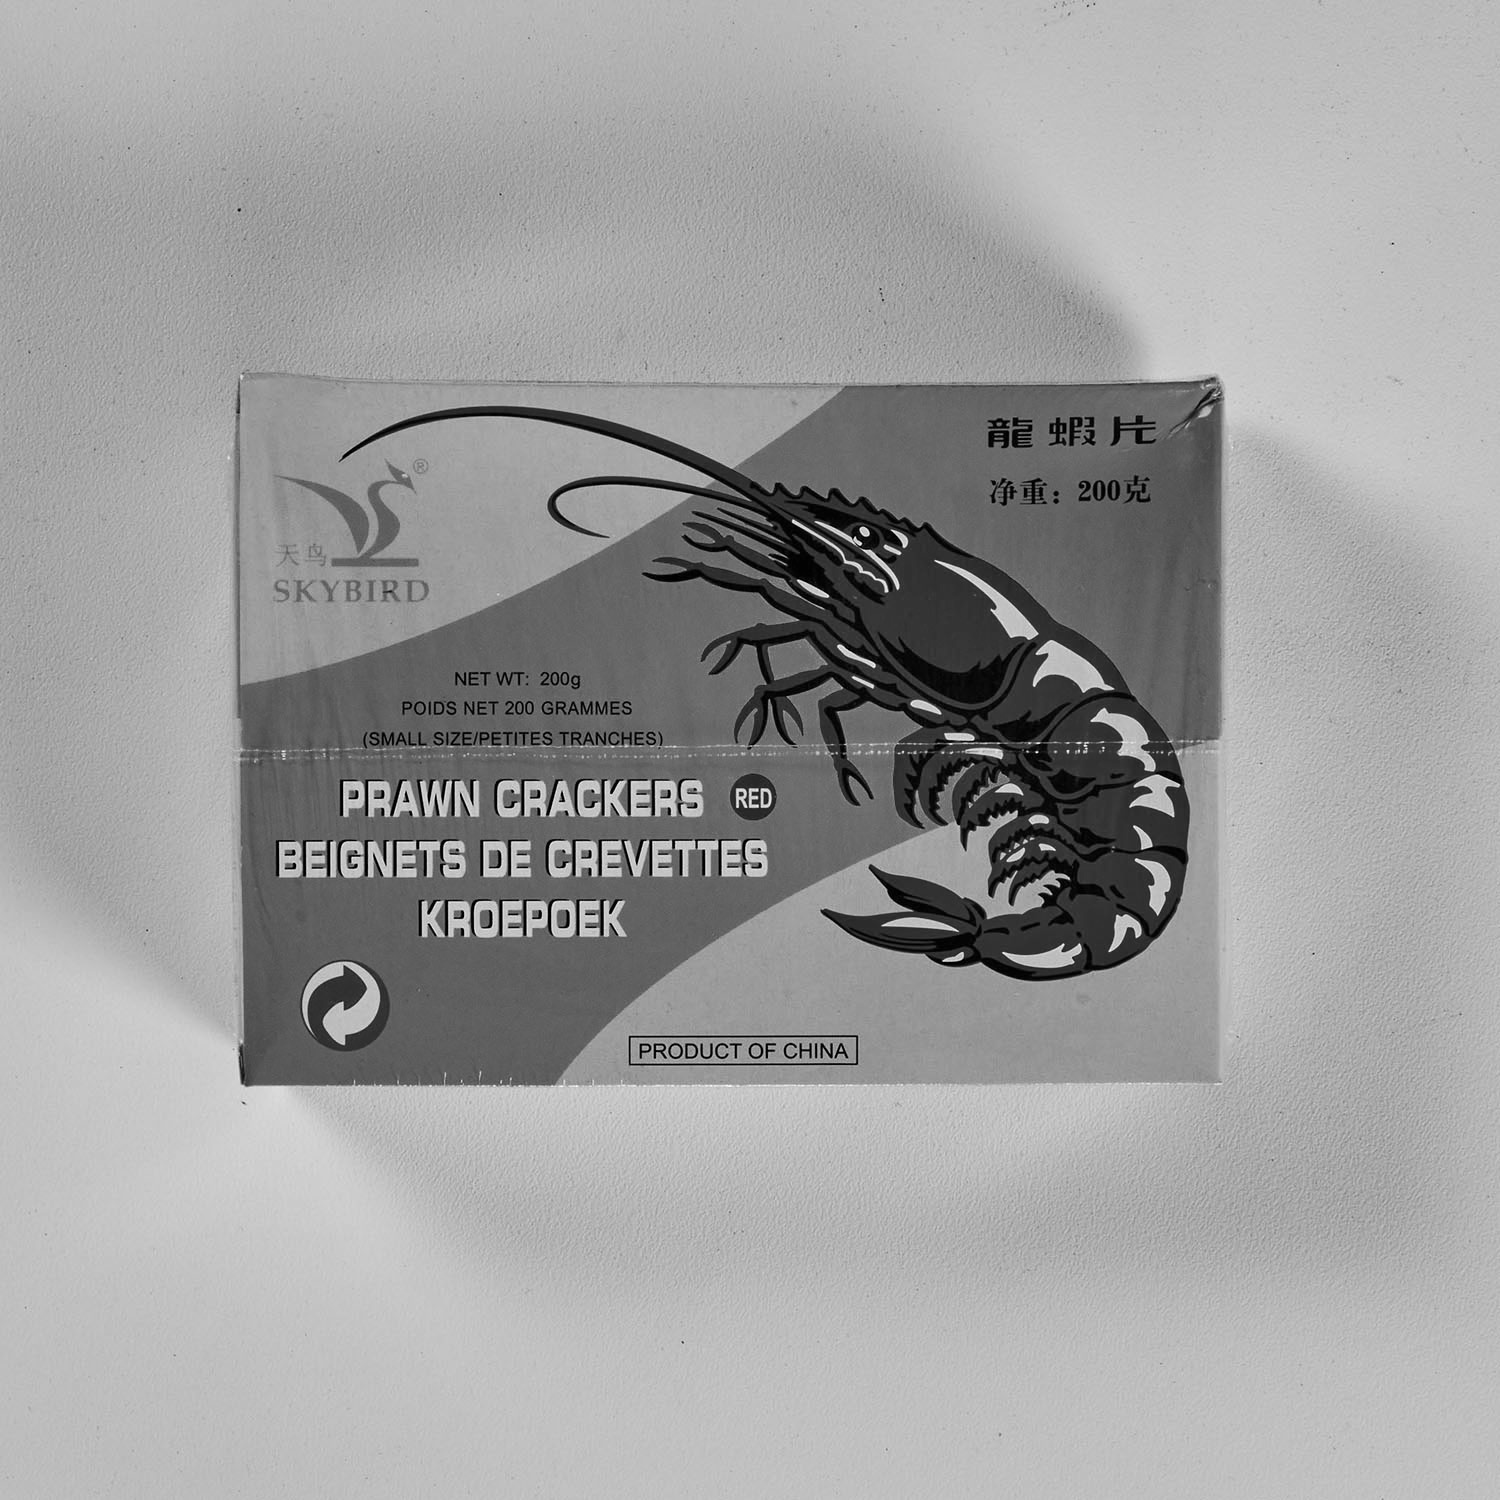 龍蝦片
净重：200克
®
天鸟
SKYBIRD
NET WT: 200g
POIDS NET 200 GRAMMES
(SMALL SIZE/PETITES TRANCHES)
PRAWN CRACKERS RED
BEIGNETS DE CREVETTES
KROEPOEK
PRODUCT OF CHINA